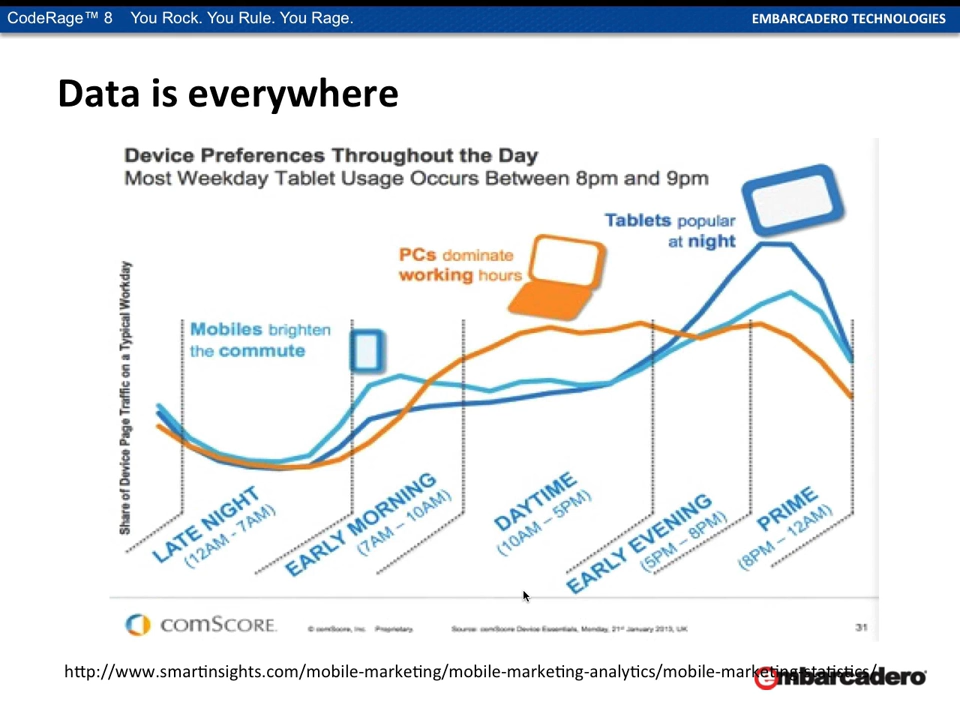 CodeRage™ 8 You Rock. You Rule. You Rage.
EMBARCADERO TECHNOLOGIES
Data is everywhere
Device Preferences Throughout the Day
Most Weekday Tablet Usage Occurs Between 8pm and 9pm
Tablets popular
at night
PCs dominate
working hours
Mobiles brighten
the commute
Share of Device Page Traffic on a Typical Workday
LATE NIGHT
(12AM - 7AM)
EARLY MORNING
(7AM – 10AM)
DAYTIME
(10AM – 5PM)
EARLY EVENING
(5PM – 8PM)
PRIME
(8PM – 12AM)
comSCORE.
© comScore, Inc. Proprietary.
Source: comScore Device Essentials, Monday, 21st January 2013, UK
31
http://www.smartinsights.com/mobile-marketing/mobile-marketing-analytics/mobile-marketing-statistics/
embarcadero